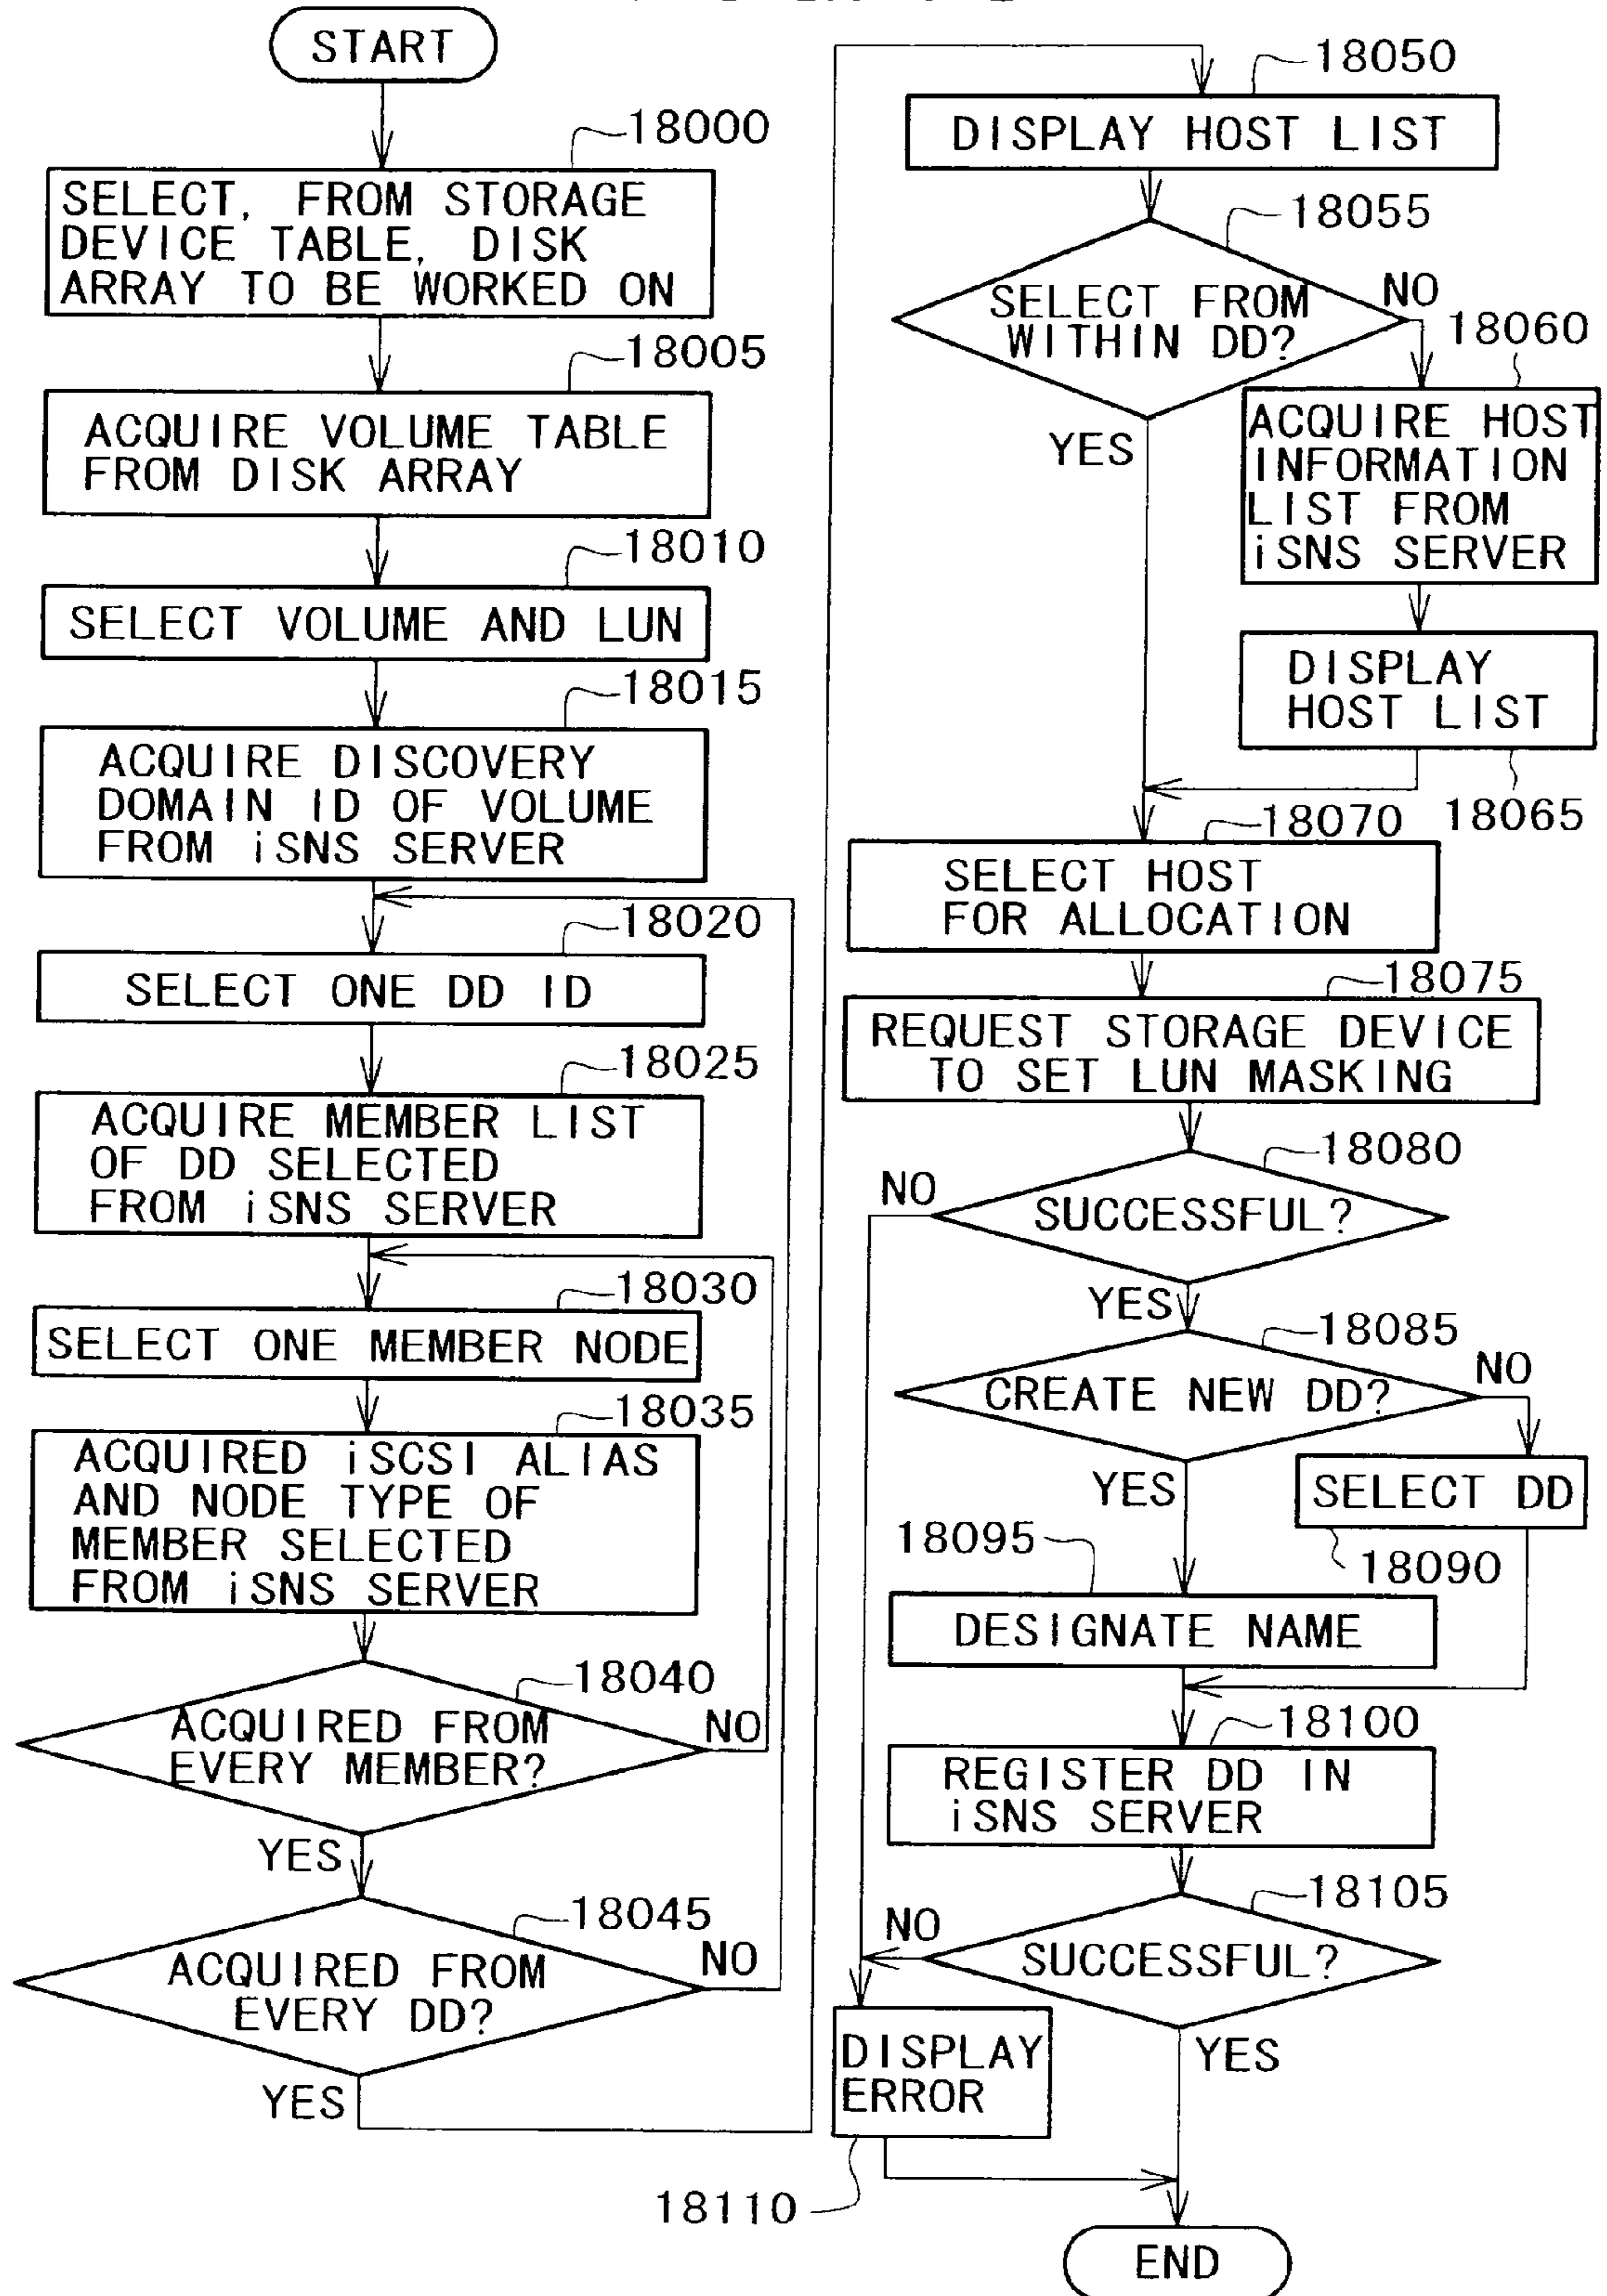 START
18000
SELECT, FROM STORAGE
DEVICE TABLE, DISK
ARRAY TO BE WORKED ON
18005
ACQUIRE VOLUME TABLE
FROM DISK ARRAY
18010
SELECT VOLUME AND LUN
18015
ACQUIRE DISCOVERY
DOMAIN ID OF VOLUME
FROM iSNS SERVER
18020
SELECT ONE DD ID
18025
ACQUIRE MEMBER LIST
OF DD SELECTED
FROM iSNS SERVER
18030
SELECT ONE MEMBER NODE
18035
ACQUIRED iSCSI ALIAS
AND NODE TYPE OF
MEMBER SELECTED
FROM iSNS SERVER
18040
ACQUIRED FROM
EVERY MEMBER?
NO
YES
18045
ACQUIRED FROM
EVERY DD?
NO
YES
18050
DISPLAY HOST LIST
18055
SELECT FROM
WITHIN DD?
NO
YES
18060
ACQUIRE HOST
INFORMATION
LIST FROM
iSNS SERVER
DISPLAY
HOST LIST
18065
18070
SELECT HOST
FOR ALLOCATION
18075
REQUEST STORAGE DEVICE
TO SET LUN MASKING
18080
SUCCESSFUL?
NO
YES
18085
CREATE NEW DD?
NO
YES
SELECT DD
18090
18095
DESIGNATE NAME
18100
REGISTER DD IN
iSNS SERVER
18105
SUCCESSFUL?
NO
YES
DISPLAY
ERROR
18110
END